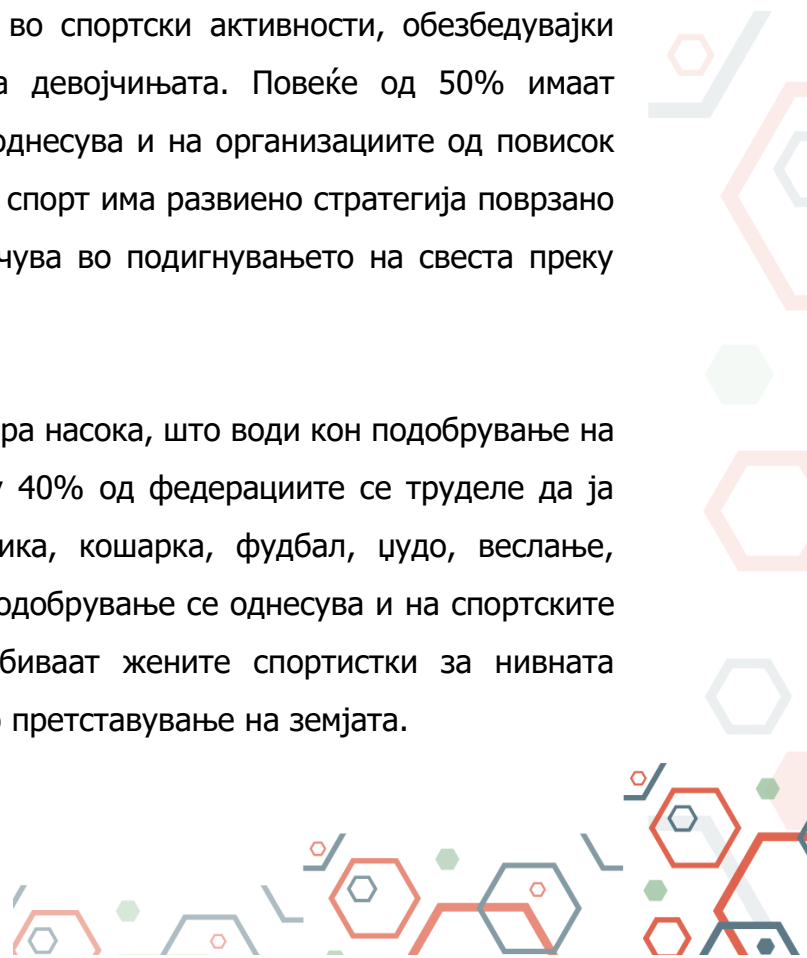 во спортски активности, обезбедувајки
а девојчињата. Повеќе од 50% имаат
однесува и на организациите од повисок
спорт има развиено стратегија поврзано
чува во подигнувањето на свеста преку
ра насока, што води кон подобрување на
у 40% од федерациите се труделе да ја
ика, кошарка, фудбал, џудо, веслање,
одобрување се однесува и на спортските
биваат жените спортистки за нивната
о претставување на земјата.